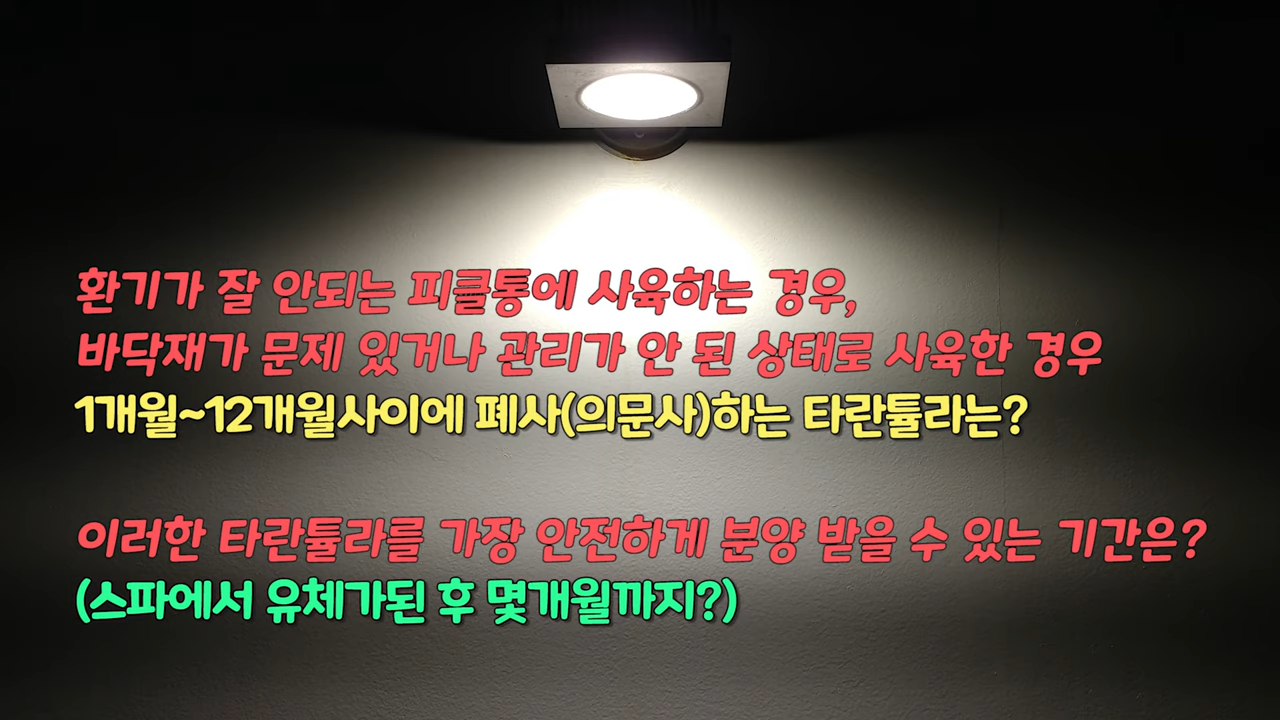 환기가 잘 안되는 피클통에 사육하는 경우,
바닥재가 문제 있거나 관리가 안 된 상태로 사육한 경우
1개월~12개월사이에 폐사(의문사)하는 타란튤라는?
이러한 타란튤라를 가장 안전하게 분양 받을 수 있는 기간은?
(스파에서 유체가된 후 몇개월까지?)